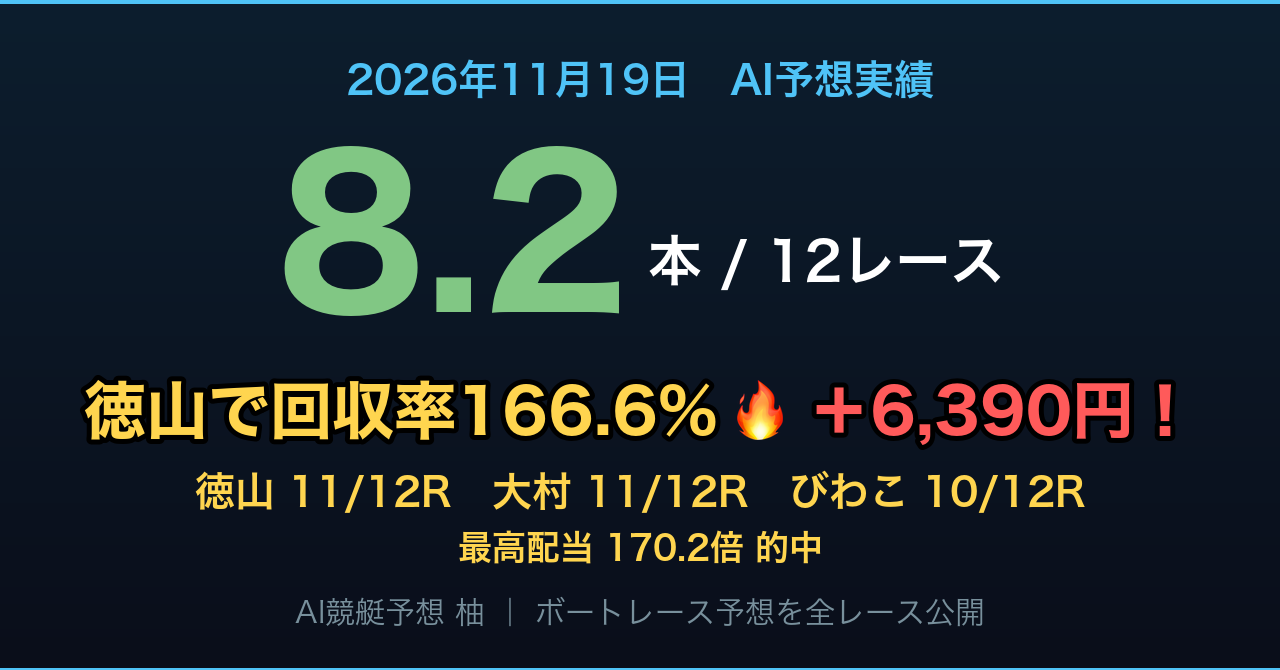 2026年11月19日　AI予想実績
8.2 本 / 12レース
徳山で回収率166.6%🔥 +6,390円！
徳山 11/12R　大村 11/12R　びわこ 10/12R
最高配当 170.2倍 的中
AI競艇予想 柚 ｜ ボートレース予想を全レース公開